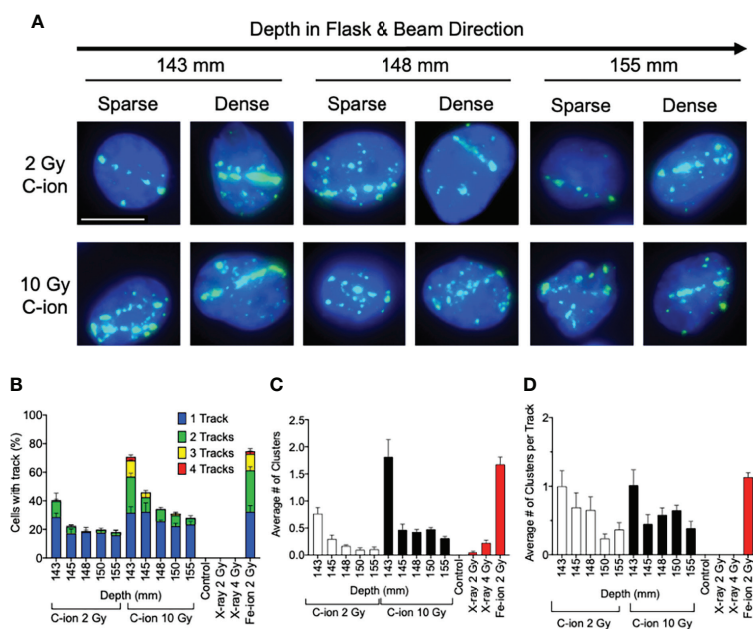 A
Depth in Flask & Beam Direction
143 mm 148 mm 155 mm
Sparse Dense Sparse Dense Sparse Dense
2 Gy
C-ion
10 Gy
C-ion
B
Cells with track (%)
100
80
60
40
20
0
1 Track
2 Tracks
3 Tracks
4 Tracks
143 145 148 150 155 143 145 148 150 155 Control X-ray 2 Gy X-ray 4 Gy Fe-ion 2 Gy
Depth (mm)
C-ion 2 Gy C-ion 10 Gy
C
Average # of Clusters
2.5
2.0
1.5
1.0
0.5
0.0
143 145 148 150 155 143 145 148 150 155 Control X-ray 2 Gy X-ray 4 Gy Fe-ion 2 Gy
Depth (mm)
C-ion 2 Gy C-ion 10 Gy
D
Average # of Clusters per Track
2
1
0
143 145 148 150 155 143 145 148 150 155 Control X-ray 2 Gy X-ray 4 Gy Fe-ion 2 Gy
Depth (mm)
C-ion 2 Gy C-ion 10 Gy